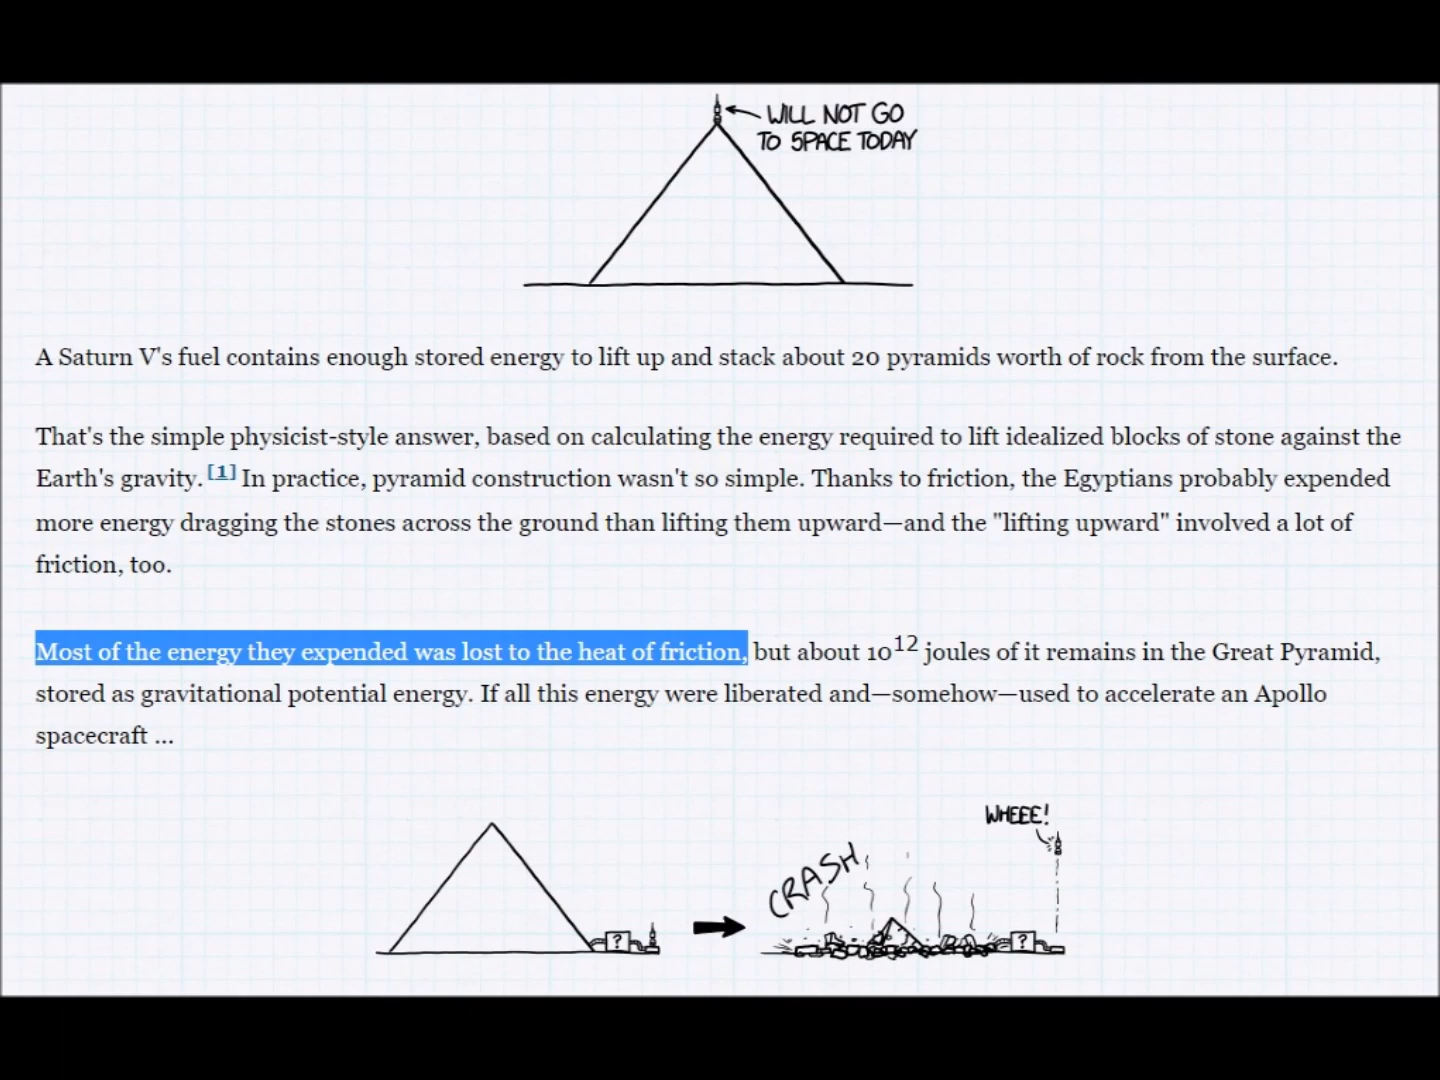 WILL NOT GO
TO SPACE TODAY
A Saturn V's fuel contains enough stored energy to lift up and stack about 20 pyramids worth of rock from the surface.
That's the simple physicist-style answer, based on calculating the energy required to lift idealized blocks of stone against the
Earth's gravity. [1] In practice, pyramid construction wasn't so simple. Thanks to friction, the Egyptians probably expended
more energy dragging the stones across the ground than lifting them upward—and the "lifting upward" involved a lot of
friction, too.
Most of the energy they expended was lost to the heat of friction, but about 10¹² joules of it remains in the Great Pyramid,
stored as gravitational potential energy. If all this energy were liberated and—somehow—used to accelerate an Apollo
spacecraft ...
WHEEE!
CRASH
?
?